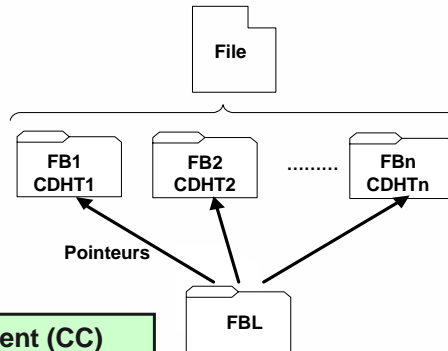 File
FB1
CDHT1
FB2
CDHT2
.........
FBn
CDHTn
Pointeurs
FBL
ent (CC)